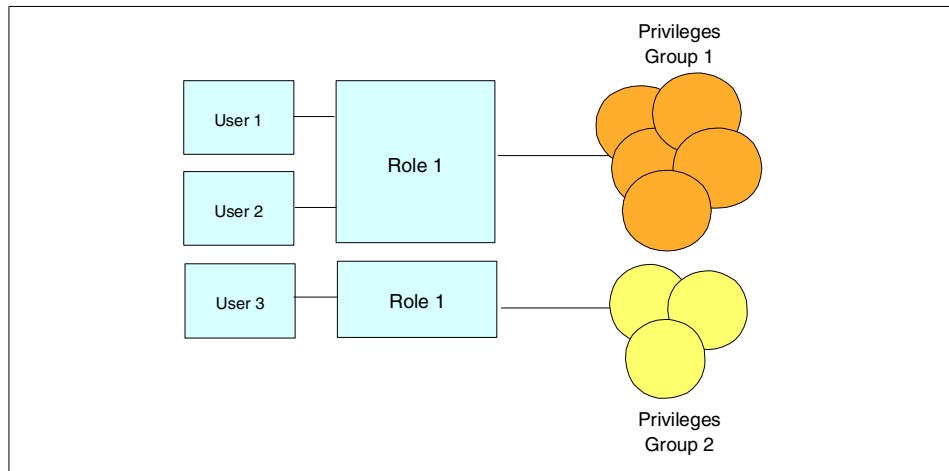 Privileges
Group 1
User 1
Role 1
User 2
User 3
Role 1
Privileges
Group 2